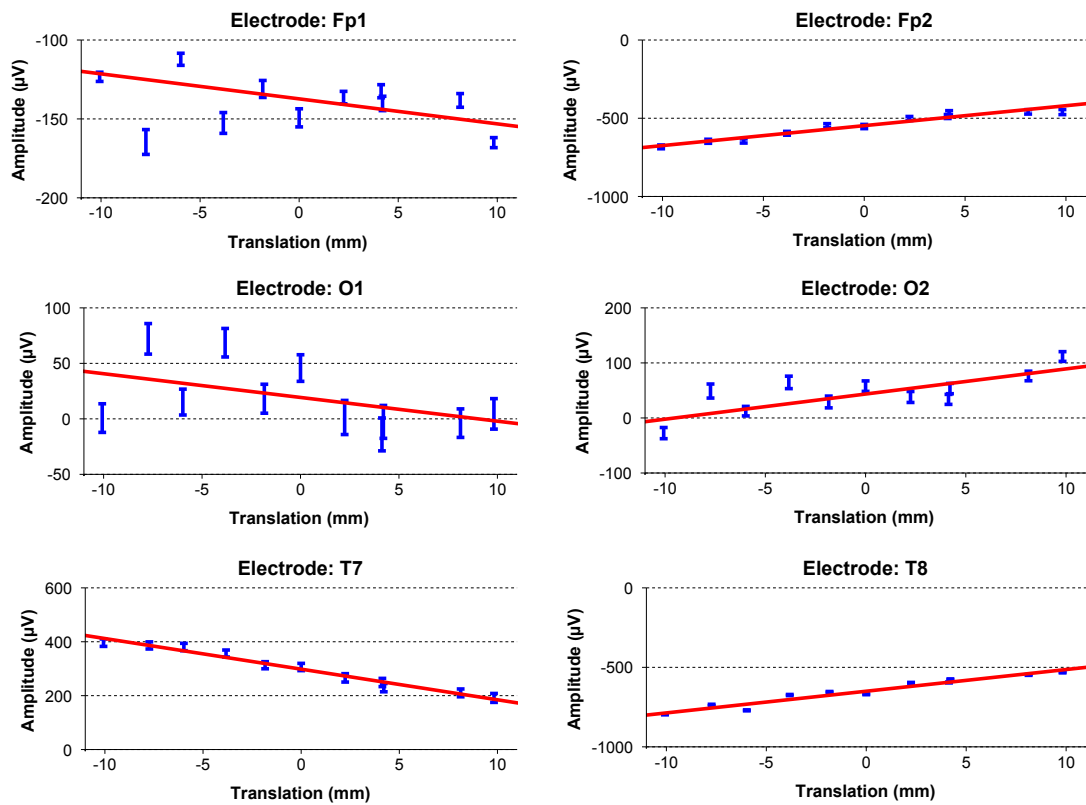 Electrode: Fp1
Amplitude (µV)
-100
-150
-200
-10 -5 0 5 10
Translation (mm)
Electrode: Fp2
Amplitude (µV)
0
-500
-1000
-10 -5 0 5 10
Translation (mm)
Electrode: O1
Amplitude (µV)
100
50
0
-50
-10 -5 0 5 10
Translation (mm)
Electrode: O2
Amplitude (µV)
200
100
0
-100
-10 -5 0 5 10
Translation (mm)
Electrode: T7
Amplitude (µV)
600
400
200
0
-10 -5 0 5 10
Translation (mm)
Electrode: T8
Amplitude (µV)
0
-500
-1000
-10 -5 0 5 10
Translation (mm)